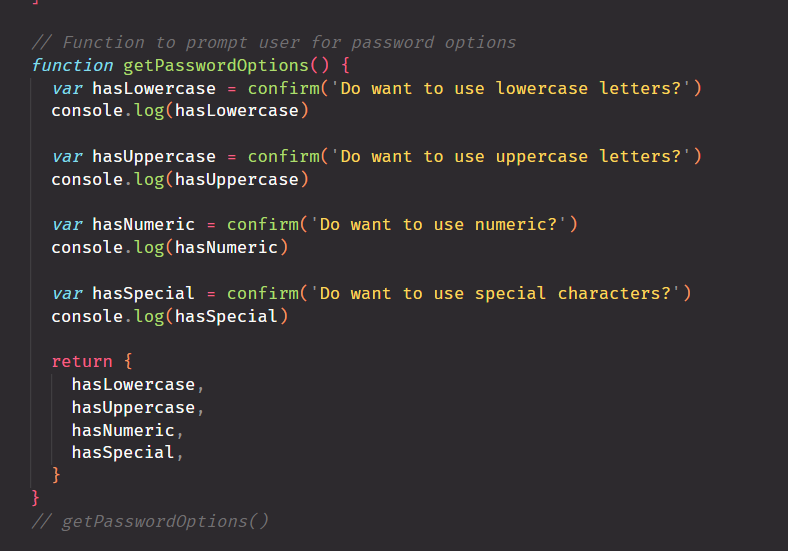 // Function to prompt user for password options
function getPasswordOptions() {
var hasLowercase = confirm('Do want to use lowercase letters?')
console.log(hasLowercase)
var hasUppercase = confirm('Do want to use uppercase letters?')
console.log(hasUppercase)
var hasNumeric = confirm('Do want to use numeric?')
console.log(hasNumeric)
var hasSpecial = confirm('Do want to use special characters?')
console.log(hasSpecial)
return {
hasLowercase,
hasUppercase,
hasNumeric,
hasSpecial,
}
}
// getPasswordOptions()